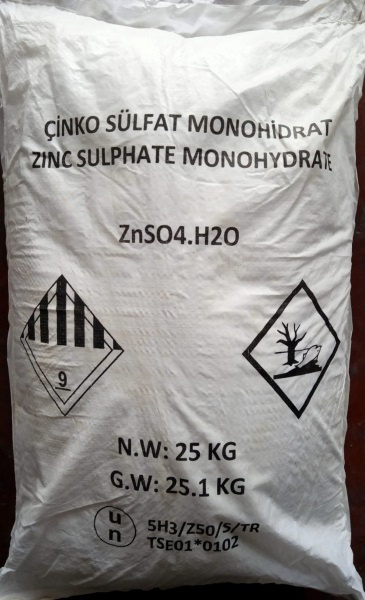 ÇİNKO SÜLFAT MONOHİDRAT
ZINC SULPHATE MONOHYDRATE
ZnSO4.H2O
9
N.W: 25 KG
G.W: 25.1 KG
u
n
5H3/Z50/S/TR
TSE01*0102